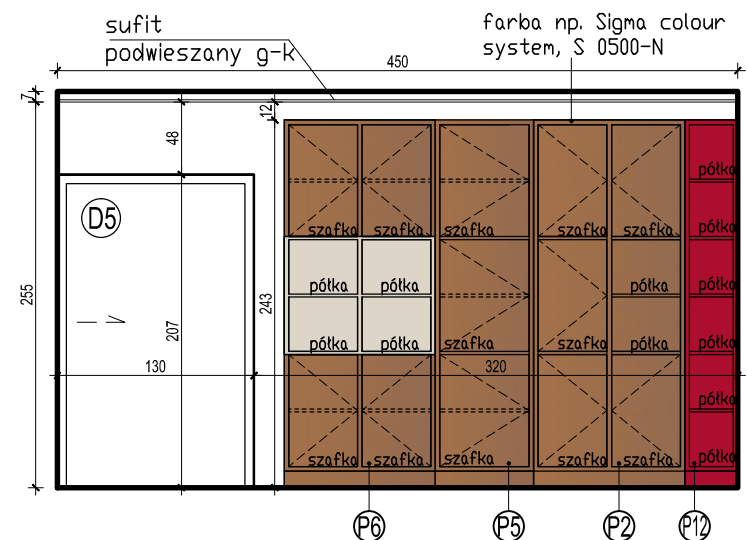 sufit
podwieszany g-k
farba np. Sigma colour
system, S 0500-N
450
7
12
48
półka
D5
szafka szafka szafka szafka szafka półka
półka półka półka półka
255
243
207
półka półka szafka szafka półka półka
130
320
półka
szafka szafka szafka szafka szafka półka
P6 P5 P2 P12